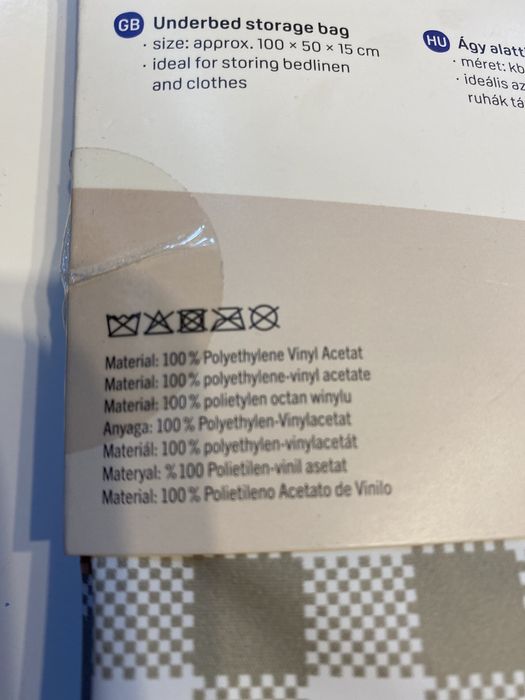 GB Underbed storage bag
· size: approx. 100 × 50 × 15 cm
· ideal for storing bedlinen
and clothes
HU Ágy alatt
· méret: kb
· ideális az
ruhák tá
Material: 100 % Polyethylene Vinyl Acetat
Material: 100 % polyethylene-vinyl acetate
Materiał: 100 % polietylen octan winylu
Anyaga: 100 % Polyethylen-Vinylacetat
Materiál: 100 % polyethylen-vinylacetát
Materyal: % 100 Polietilen-vinil asetat
Material: 100 % Polietileno Acetato de Vinilo